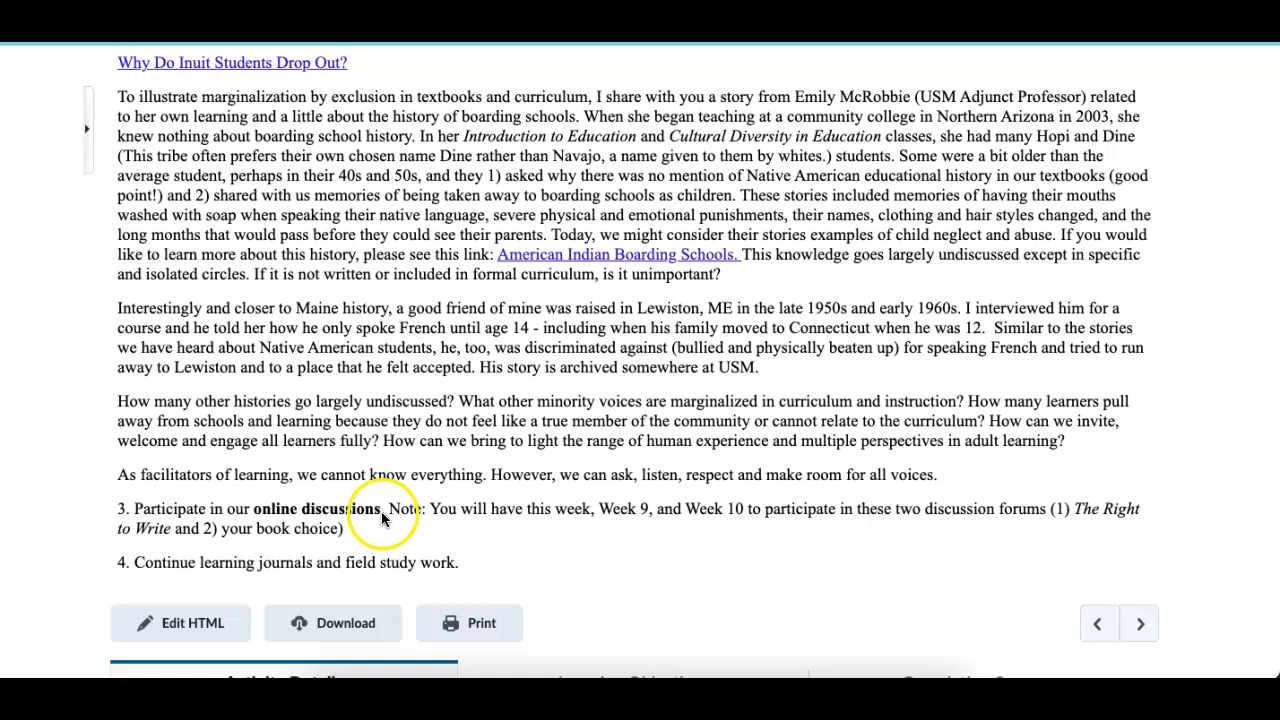 Why Do Inuit Students Drop Out?
To illustrate marginalization by exclusion in textbooks and curriculum, I share with you a story from Emily McRobbie (USM Adjunct Professor) related
to her own learning and a little about the history of boarding schools. When she began teaching at a community college in Northern Arizona in 2003, she
knew nothing about boarding school history. In her Introduction to Education and Cultural Diversity in Education classes, she had many Hopi and Dine
(This tribe often prefers their own chosen name Dine rather than Navajo, a name given to them by whites.) students. Some were a bit older than the
average student, perhaps in their 40s and 50s, and they 1) asked why there was no mention of Native American educational history in our textbooks (good
point!) and 2) shared with us memories of being taken away to boarding schools as children. These stories included memories of having their mouths
washed with soap when speaking their native language, severe physical and emotional punishments, their names, clothing and hair styles changed, and the
long months that would pass before they could see their parents. Today, we might consider their stories examples of child neglect and abuse. If you would
like to learn more about this history, please see this link: American Indian Boarding Schools. This knowledge goes largely undiscussed except in specific
and isolated circles. If it is not written or included in formal curriculum, is it unimportant?
Interestingly and closer to Maine history, a good friend of mine was raised in Lewiston, ME in the late 1950s and early 1960s. I interviewed him for a
course and he told her how he only spoke French until age 14 - including when his family moved to Connecticut when he was 12. Similar to the stories
we have heard about Native American students, he, too, was discriminated against (bullied and physically beaten up) for speaking French and tried to run
away to Lewiston and to a place that he felt accepted. His story is archived somewhere at USM.
How many other histories go largely undiscussed? What other minority voices are marginalized in curriculum and instruction? How many learners pull
away from schools and learning because they do not feel like a true member of the community or cannot relate to the curriculum? How can we invite,
welcome and engage all learners fully? How can we bring to light the range of human experience and multiple perspectives in adult learning?
As facilitators of learning, we cannot know everything. However, we can ask, listen, respect and make room for all voices.
3. Participate in our online discussions. Note: You will have this week, Week 9, and Week 10 to participate in these two discussion forums (1) The Right
to Write and 2) your book choice)
4. Continue learning journals and field study work.
Edit HTML Download Print